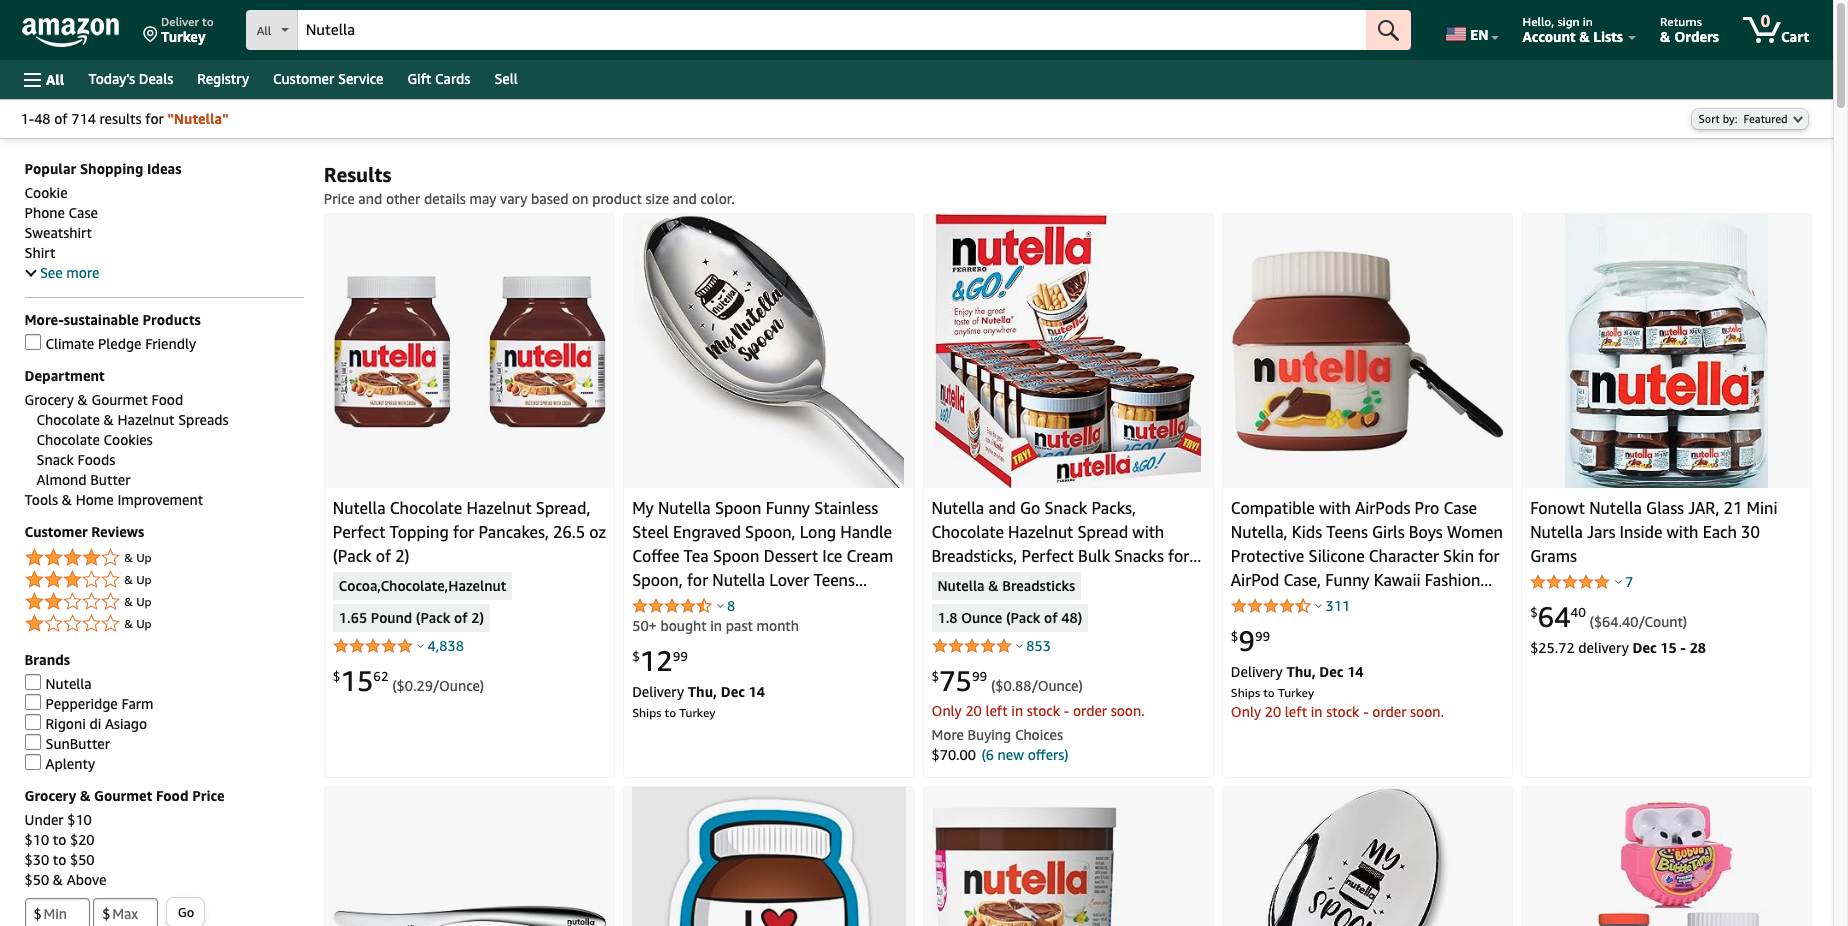 amazon
Deliver to
Turkey
All
Nutella
EN
Hello, sign in
Account & Lists
Returns
& Orders
0
Cart
All
Today's Deals
Registry
Customer Service
Gift Cards
Sell
1-48 of 714 results for "Nutella"
Sort by: Featured
Popular Shopping Ideas
Cookie
Phone Case
Sweatshirt
Shirt
See more
More-sustainable Products
Climate Pledge Friendly
Department
Grocery & Gourmet Food
Chocolate & Hazelnut Spreads
Chocolate Cookies
Snack Foods
Almond Butter
Tools & Home Improvement
Customer Reviews
& Up
& Up
& Up
& Up
Brands
Nutella
Pepperidge Farm
Rigoni di Asiago
SunButter
Aplenty
Grocery & Gourmet Food Price
Under $10
$10 to $20
$30 to $50
$50 & Above
$ Min
$ Max
Go
Results
Price and other details may vary based on product size and color.
nutella
nutella
Nutella Chocolate Hazelnut Spread,
Perfect Topping for Pancakes, 26.5 oz
(Pack of 2)
Cocoa,Chocolate,Hazelnut
1.65 Pound (Pack of 2)
4,838
$15.62 ($0.29/Ounce)
nutella
My Nutella
Spoon
My Nutella Spoon Funny Stainless
Steel Engraved Spoon, Long Handle
Coffee Tea Spoon Dessert Ice Cream
Spoon, for Nutella Lover Teens...
8
50+ bought in past month
$12.99
Delivery Thu, Dec 14
Ships to Turkey
nutella
FERRERO
&GO!
Enjoy the great
taste of Nutella
anytime anywhere
nutella
nutella
&GO!
nutella
nutella
TRY!
TRY!
nutella &GO!
FERRERO
Nutella and Go Snack Packs,
Chocolate Hazelnut Spread with
Breadsticks, Perfect Bulk Snacks for...
Nutella & Breadsticks
1.8 Ounce (Pack of 48)
853
$75.99 ($0.88/Ounce)
Only 20 left in stock - order soon.
More Buying Choices
$70.00 (6 new offers)
nutella
Compatible with AirPods Pro Case
Nutella, Kids Teens Girls Boys Women
Protective Silicone Character Skin for
AirPod Case, Funny Kawaii Fashion...
311
$9.99
Delivery Thu, Dec 14
Ships to Turkey
Only 20 left in stock - order soon.
nutella
nutella
nutella
nutella
nutella
nutella
Fonowt Nutella Glass JAR, 21 Mini
Nutella Jars Inside with Each 30
Grams
7
$64.40 ($64.40/Count)
$25.72 delivery Dec 15 - 28
nutella
I
nutella
My
nutella
Spoon
Bubba
Bubble Tape